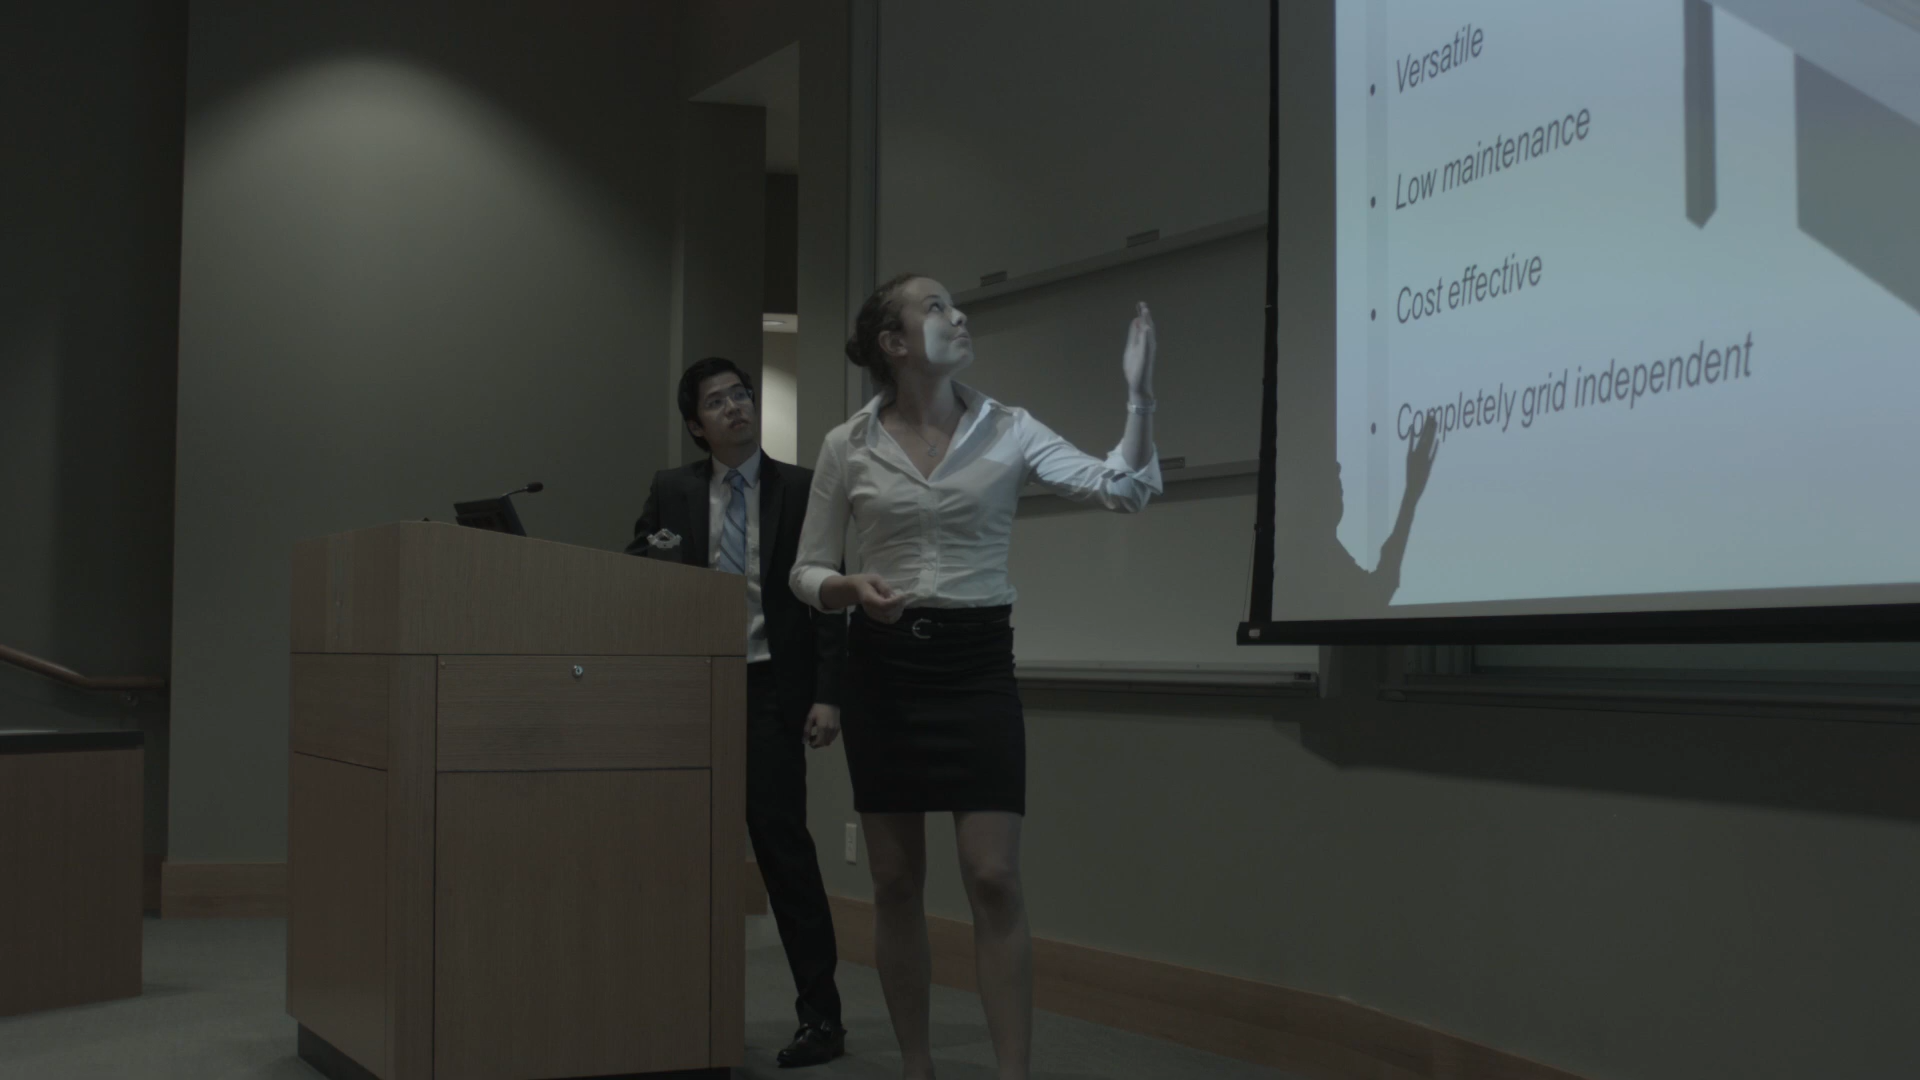 • Versatile
• Low maintenance
• Cost effective
• Completely grid independent